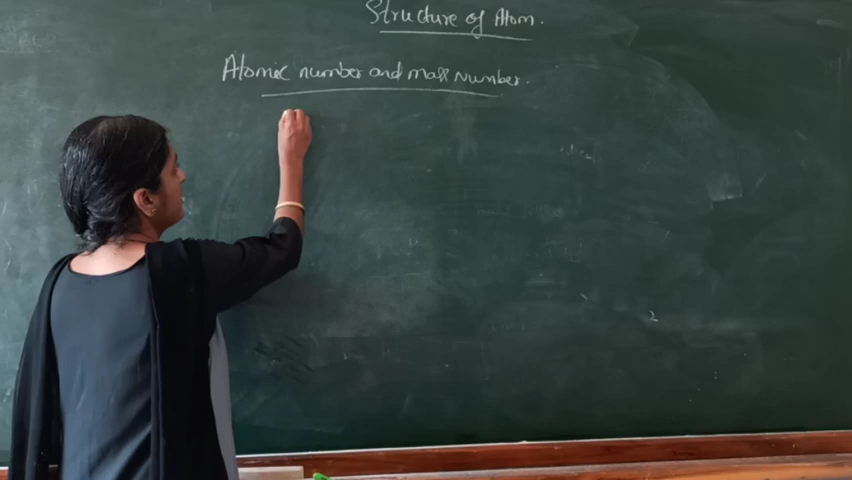 Structure of Atom.
Atomic number and mass Number.